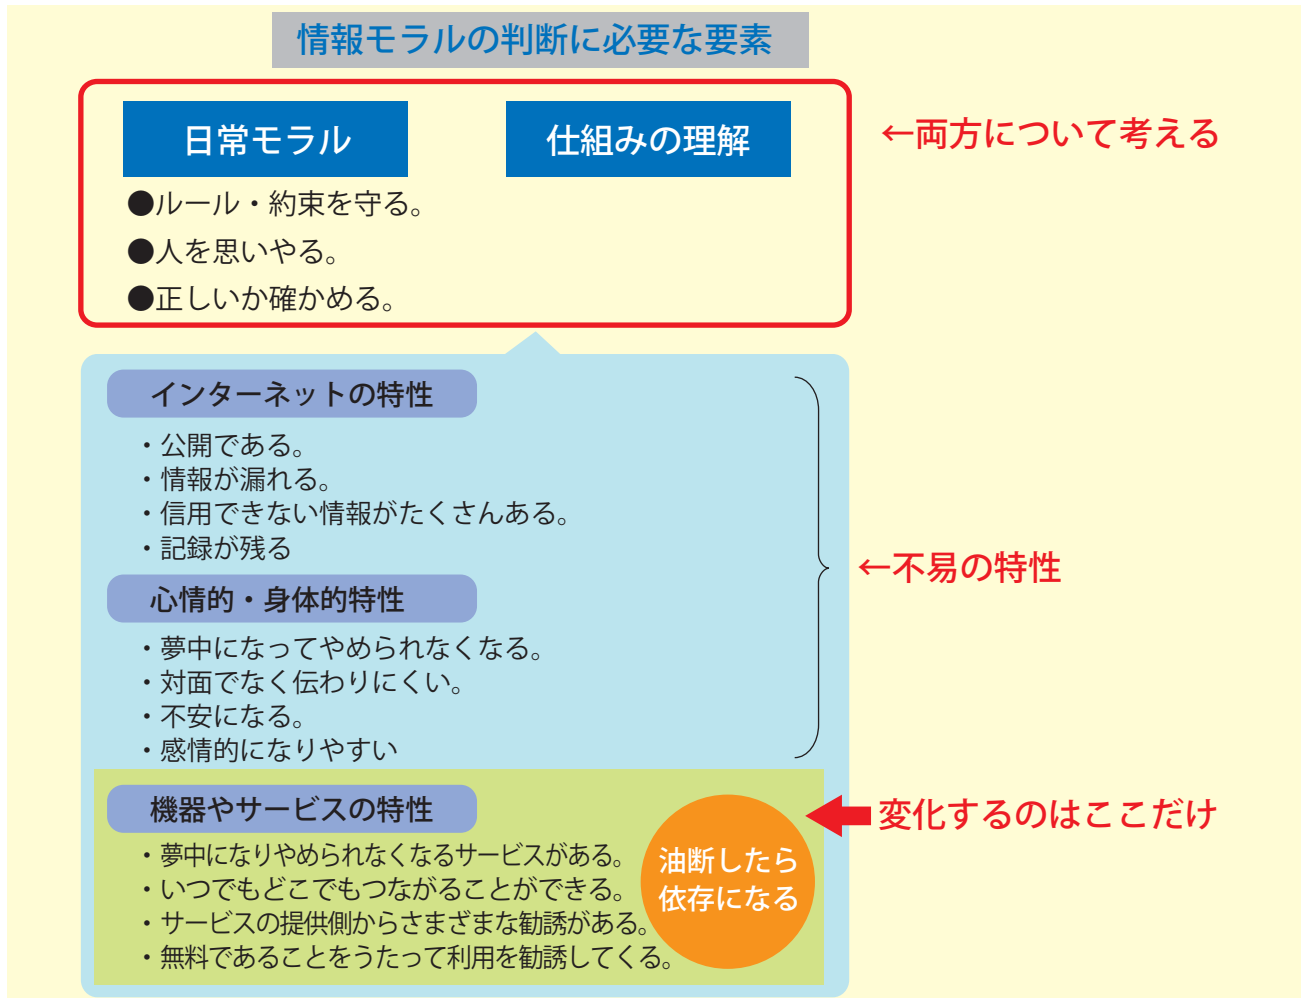 情報モラルの判断に必要な要素
日常モラル
仕組みの理解
←両方について考える
●ルール・約束を守る。
●人を思いやる。
●正しいか確かめる。
インターネットの特性
・公開である。
・情報が漏れる。
・信用できない情報がたくさんある。
・記録が残る
←不易の特性
心情的・身体的特性
・夢中になってやめられなくなる。
・対面でなく伝わりにくい。
・不安になる。
・感情的になりやすい
機器やサービスの特性
変化するのはここだけ
・夢中になりやめられなくなるサービスがある。
・いつでもどこでもつながることができる。
・サービスの提供側からさまざまな勧誘がある。
・無料であることをうたって利用を勧誘してくる。
油断したら
依存になる